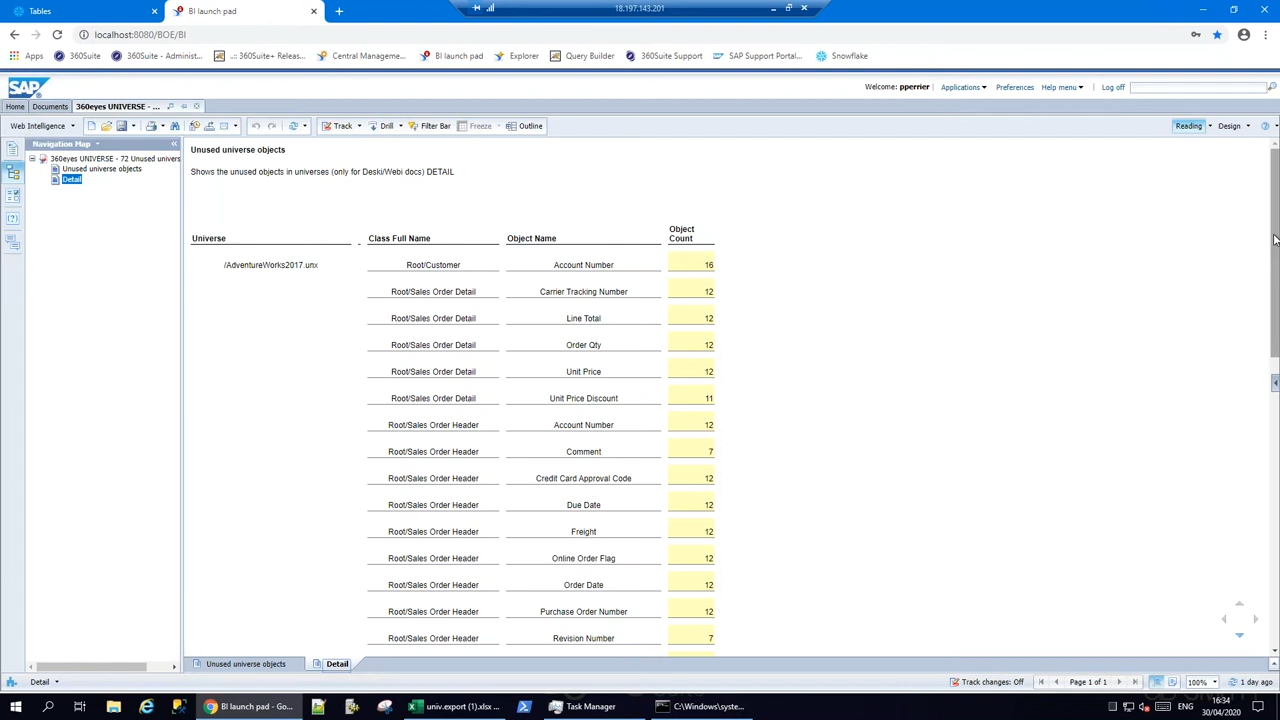 Tables
BI launch pad
18.197.143.201
localhost:8080/BOE/BI
Apps 360Suite 360Suite - Administ... .:: 360Suite+ Releas... Central Manageme... BI launch pad Explorer Query Builder 360Suite Support SAP Support Portal... Snowflake
SAP
Welcome: pperrier Applications Preferences Help menu Log off
Home Documents 360eyes UNIVERSE - ...
Web Intelligence Track Drill Filter Bar Freeze Outline Reading Design
Navigation Map
360eyes UNIVERSE - 72 Unused univers
Unused universe objects
Detail
Unused universe objects
Shows the unused objects in universes (only for Deski/Webi docs) DETAIL
Universe Class Full Name Object Name Object Count
/AdventureWorks2017.unx Root/Customer Account Number 16
Root/Sales Order Detail Carrier Tracking Number 12
Root/Sales Order Detail Line Total 12
Root/Sales Order Detail Order Qty 12
Root/Sales Order Detail Unit Price 12
Root/Sales Order Detail Unit Price Discount 11
Root/Sales Order Header Account Number 12
Root/Sales Order Header Comment 7
Root/Sales Order Header Credit Card Approval Code 12
Root/Sales Order Header Due Date 12
Root/Sales Order Header Freight 12
Root/Sales Order Header Online Order Flag 12
Root/Sales Order Header Order Date 12
Root/Sales Order Header Purchase Order Number 12
Root/Sales Order Header Revision Number 7
Unused universe objects Detail
Detail Track changes: Off Page 1 of 1 100% 1 day ago
BI launch pad - Go... univ.export (1).xlsx ... Task Manager C:\Windows\syste... ENG 16:34
30/04/2020